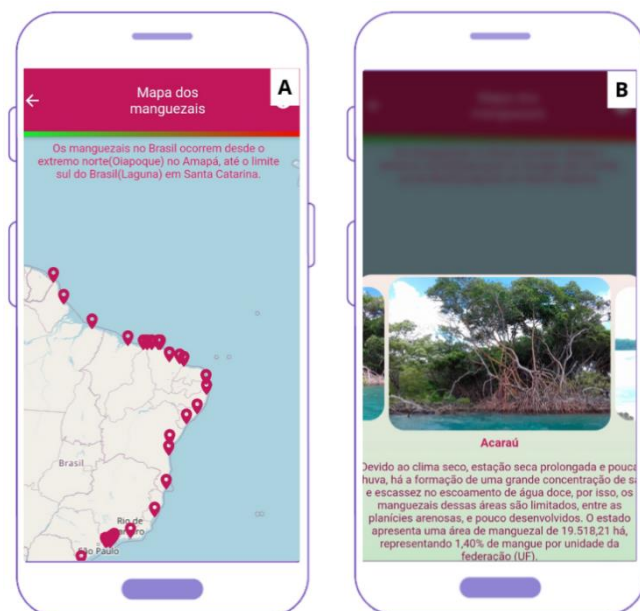 A
Mapa dos
manguezais
Os manguezais no Brasil ocorrem desde o
extremo norte(Oiapoque) no Amapá, até o limite
sul do Brasil(Laguna) em Santa Catarina.
Brasil
Rio de
São Paulo
B
Acaraú
Devido ao clima seco, estação seca prolongada e pouca
huva, há a formação de uma grande concentração de sa
e escassez no escoamento de água doce, por isso, os
manguezais dessas áreas são limitados, entre as
planícies arenosas, e pouco desenvolvidos. O estado
apresenta uma área de manguezal de 19.518,21 há,
representando 1,40% de mangue por unidade da
federação (UF).